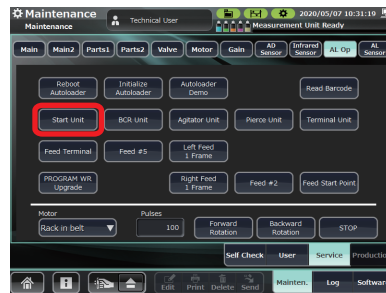 Maintenance
Maintenance
Technical User
2020/05/07 10:31:19
Measurement Unit Ready
Main Main2 Parts1 Parts2 Valve Motor Gain AD Sensor Infrared Sensor AL Op AL Sensor
Reboot Autoloader
Initialize Autoloader
Autoloader Demo
Read Barcode
Start Unit
BCR Unit
Agitator Unit
Pierce Unit
Terminal Unit
Feed Terminal
Feed #5
Left Feed 1 Frame
PROGRAM WR Upgrade
Right Feed 1 Frame
Feed #2
Feed Start Point
Motor
Pulses
Rack in belt
100
Forward Rotation
Backward Rotation
STOP
Self Check User Service Productio
Edit Print Delete Send
Mainten. Log Softwa